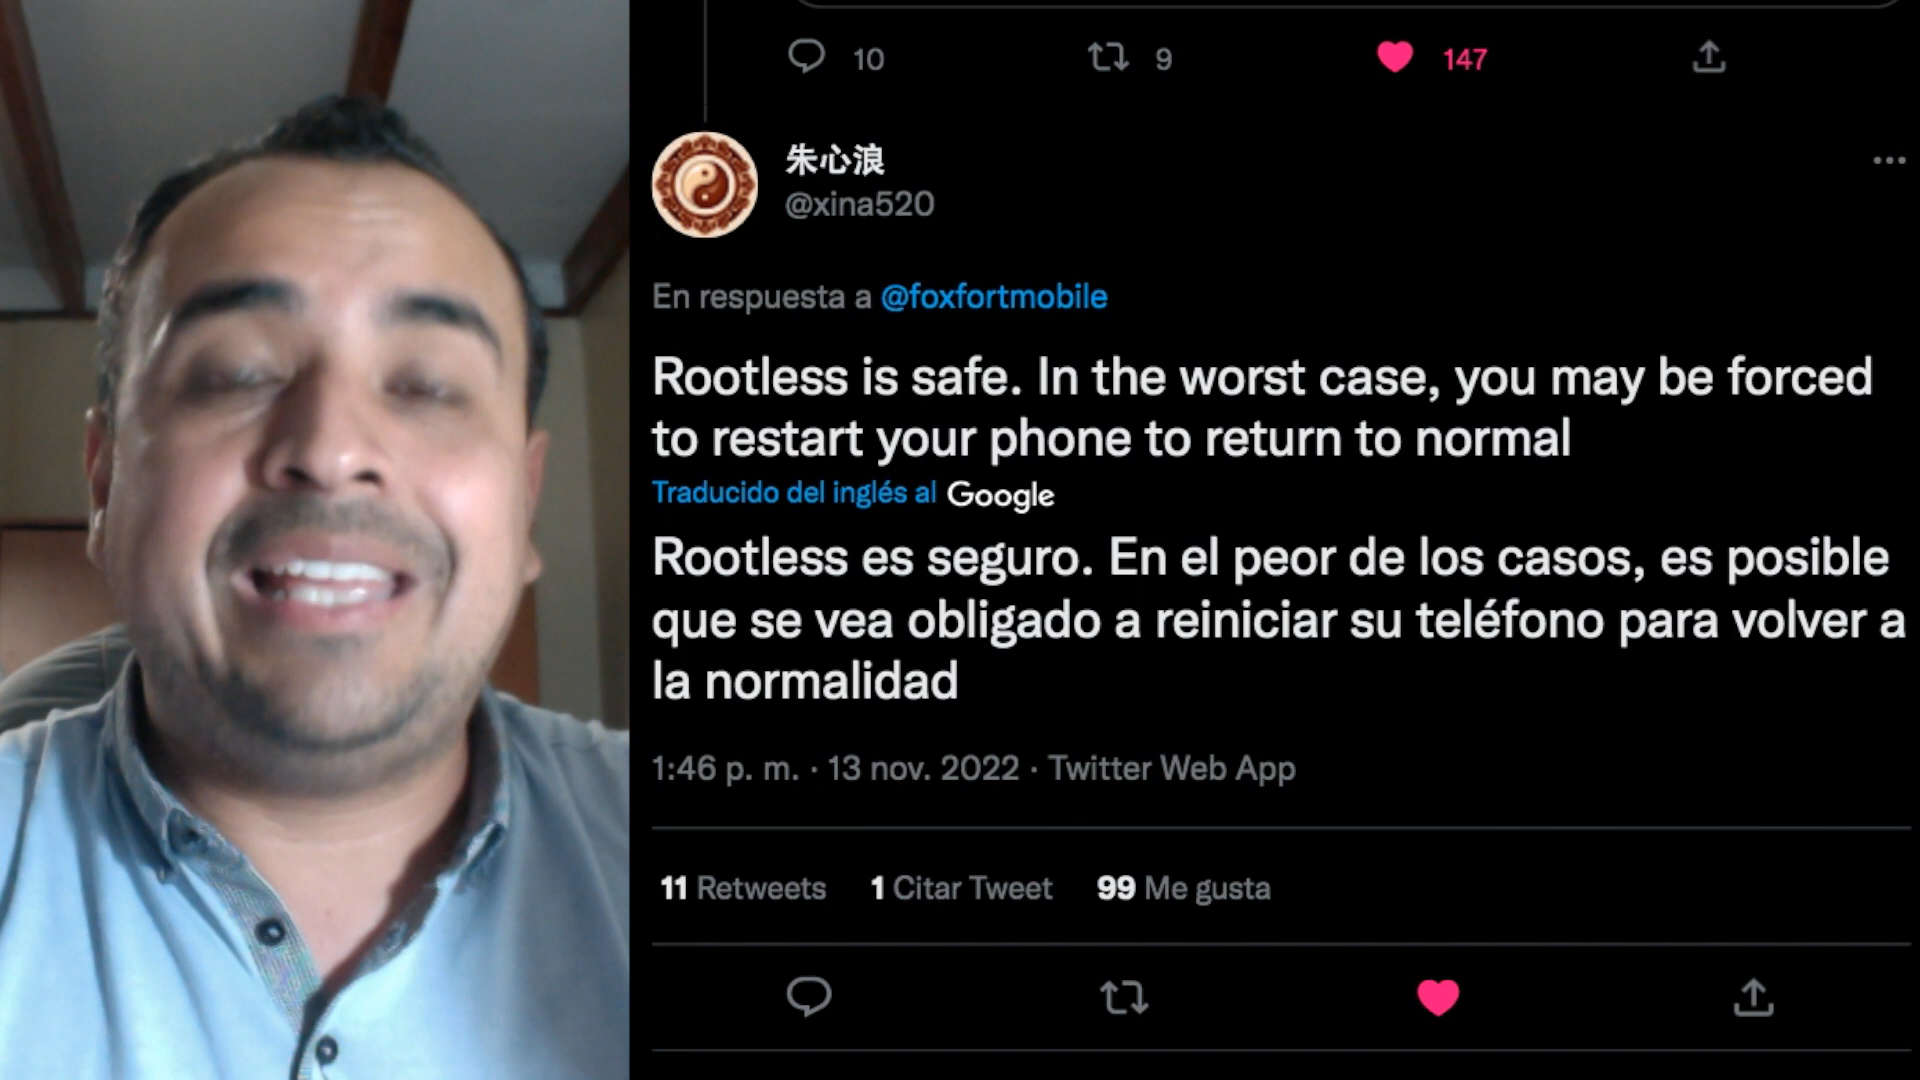 10 9 147
朱心浪
@xina520
En respuesta a @foxfortmobile
Rootless is safe. In the worst case, you may be forced
to restart your phone to return to normal
Traducido del inglés al Google
Rootless es seguro. En el peor de los casos, es posible
que se vea obligado a reiniciar su teléfono para volver a
la normalidad
1:46 p. m. · 13 nov. 2022 · Twitter Web App
11 Retweets 1 Citar Tweet 99 Me gusta